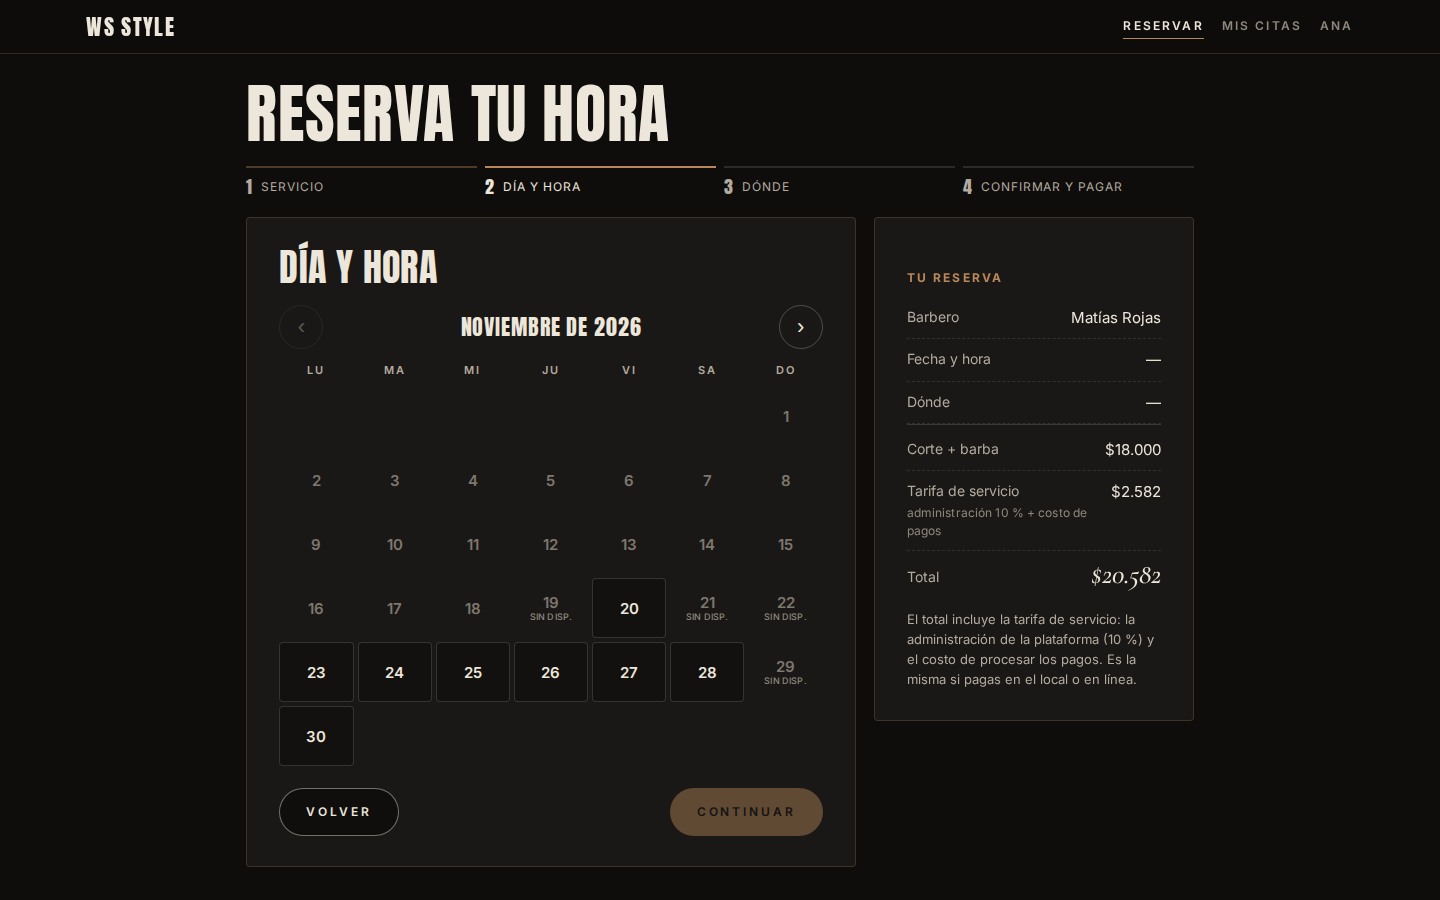 WS STYLE
RESERVAR MIS CITAS ANA
RESERVA TU HORA
1 SERVICIO
2 DÍA Y HORA
3 DÓNDE
4 CONFIRMAR Y PAGAR
DÍA Y HORA
‹ NOVIEMBRE DE 2026 ›
LU MA MI JU VI SA DO
1
2 3 4 5 6 7 8
9 10 11 12 13 14 15
16 17 18 19 20 21 22
SIN DISP. SIN DISP. SIN DISP.
23 24 25 26 27 28 29
SIN DISP.
30
VOLVER CONTINUAR
TU RESERVA
Barbero Matías Rojas
Fecha y hora —
Dónde —
Corte + barba $18.000
Tarifa de servicio $2.582
administración 10 % + costo de
pagos
Total $20.582
El total incluye la tarifa de servicio: la
administración de la plataforma (10 %) y
el costo de procesar los pagos. Es la
misma si pagas en el local o en línea.